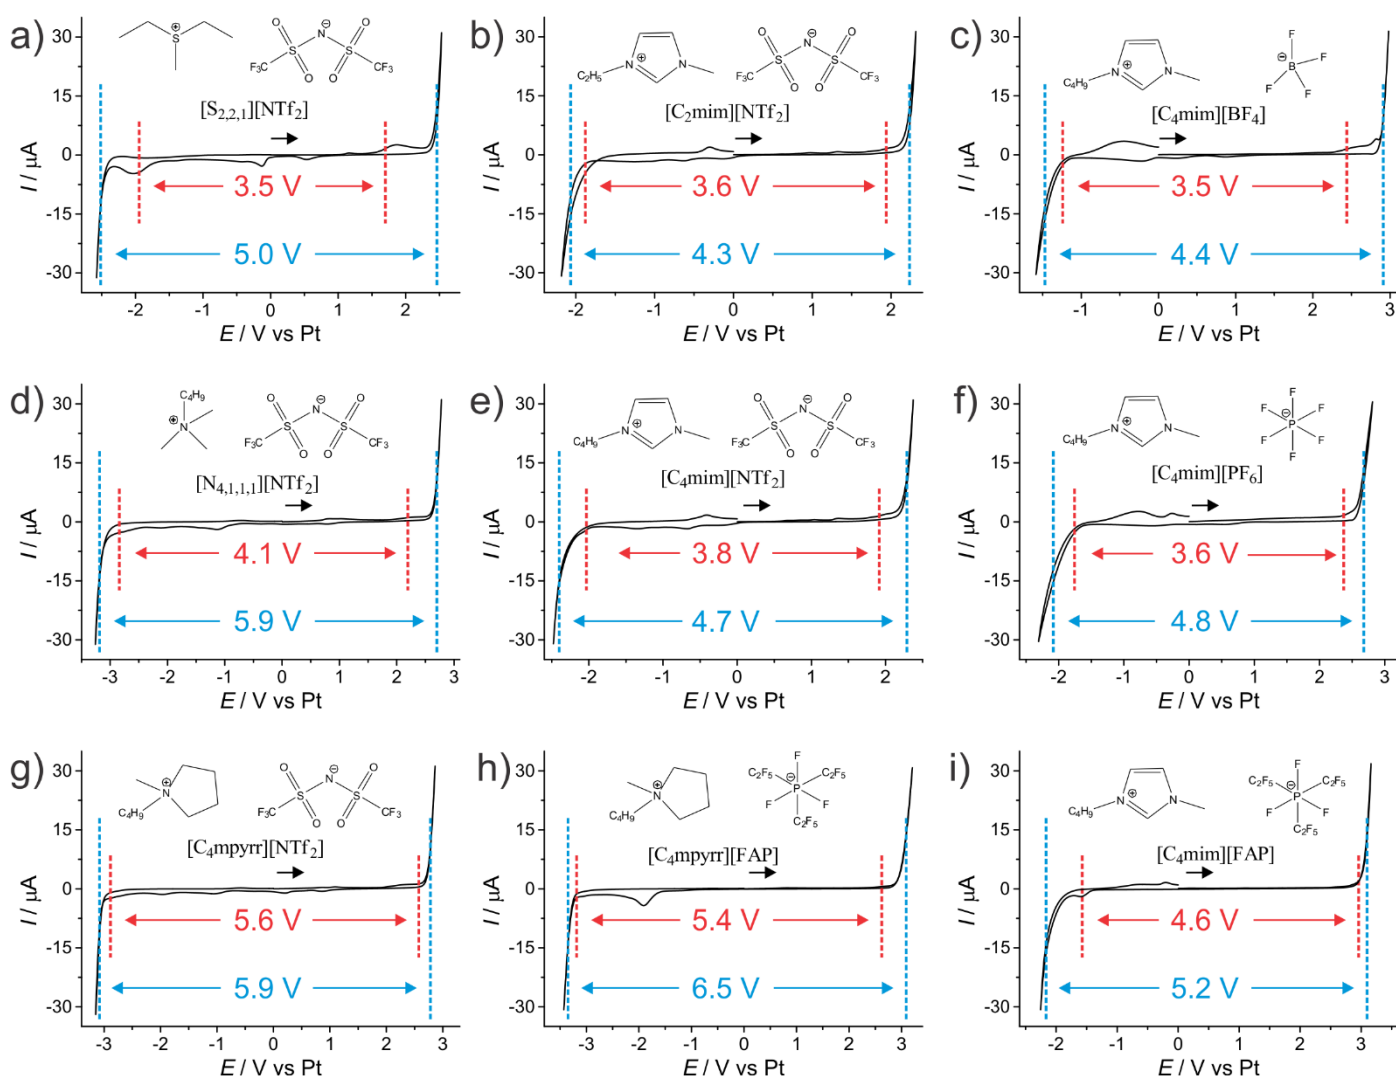 a)
30
15
0
-15
-30
I / μA
S⊕
O O
N⊖
S S
F3C CF3
O O
[S2,2,1][NTf2]
3.5 V
5.0 V
-2 -1 0 1 2
E / V vs Pt
b)
30
15
0
-15
-30
I / μA
C2H5 N⊕ N
O O
N⊖
S S
F3C CF3
O O
[C2mim][NTf2]
3.6 V
4.3 V
-2 -1 0 1 2
E / V vs Pt
c)
30
15
0
-15
-30
I / μA
C4H9 N⊕ N
F
⊖B
F F F
[C4mim][BF4]
3.5 V
4.4 V
-1 0 1 2 3
E / V vs Pt
d)
30
15
0
-15
-30
I / μA
C4H9
⊕N
O O
N⊖
S S
F3C CF3
O O
[N4,1,1,1][NTf2]
4.1 V
5.9 V
-3 -2 -1 0 1 2 3
E / V vs Pt
e)
30
15
0
-15
-30
I / μA
C4H9 N⊕ N
O O
N⊖
S S
F3C CF3
O O
[C4mim][NTf2]
3.8 V
4.7 V
-2 -1 0 1 2
E / V vs Pt
f)
30
15
0
-15
-30
I / μA
C4H9 N⊕ N
F
F F
⊖P
F F
F
[C4mim][PF6]
3.6 V
4.8 V
-2 -1 0 1 2 3
E / V vs Pt
g)
30
15
0
-15
-30
I / μA
⊕N
C4H9
O O
N⊖
S S
F3C CF3
O O
[C4mpyrr][NTf2]
5.6 V
5.9 V
-3 -2 -1 0 1 2 3
E / V vs Pt
h)
30
15
0
-15
-30
I / μA
N⊕
C4H9
F
C2F5 C2F5
⊖P
F F
C2F5
[C4mpyrr][FAP]
5.4 V
6.5 V
-3 -2 -1 0 1 2 3
E / V vs Pt
i)
30
15
0
-15
-30
I / μA
C4H9 N⊕ N
F
C2F5 C2F5
⊖P
F F
C2F5
[C4mim][FAP]
4.6 V
5.2 V
-2 -1 0 1 2 3
E / V vs Pt